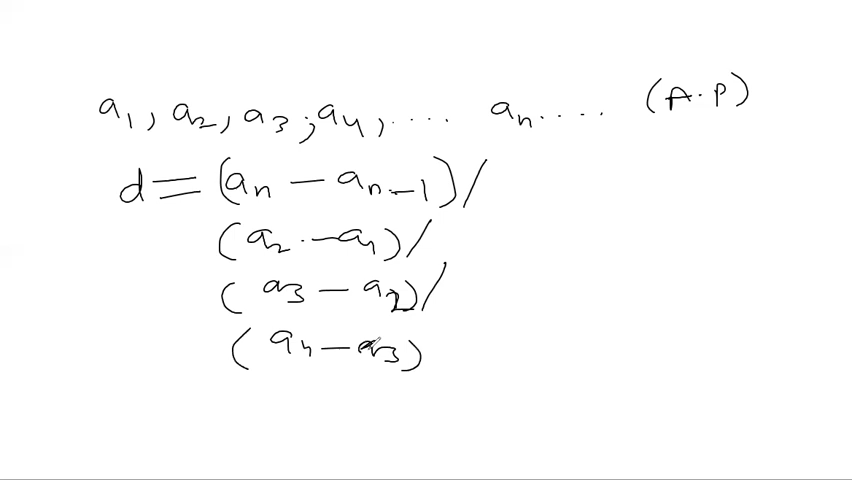 a₁, a₂, a₃, a₄, .... aₙ.... (A.P)
d = (aₙ – aₙ₋₁)/
(a₂ – a₁)/
(a₃ – a₂)/
(a₄ – a₃)